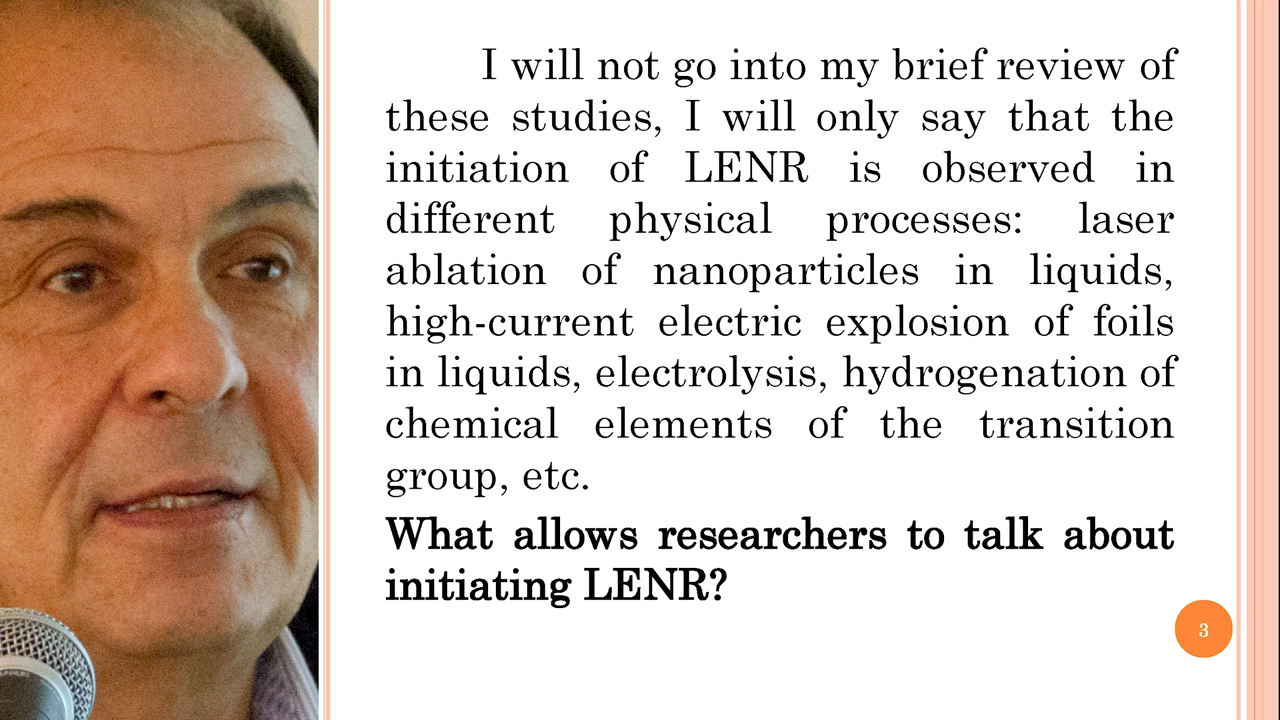 I will not go into my brief review of
these studies, I will only say that the
initiation of LENR is observed in
different physical processes: laser
ablation of nanoparticles in liquids,
high-current electric explosion of foils
in liquids, electrolysis, hydrogenation of
chemical elements of the transition
group, etc.
What allows researchers to talk about
initiating LENR?
3